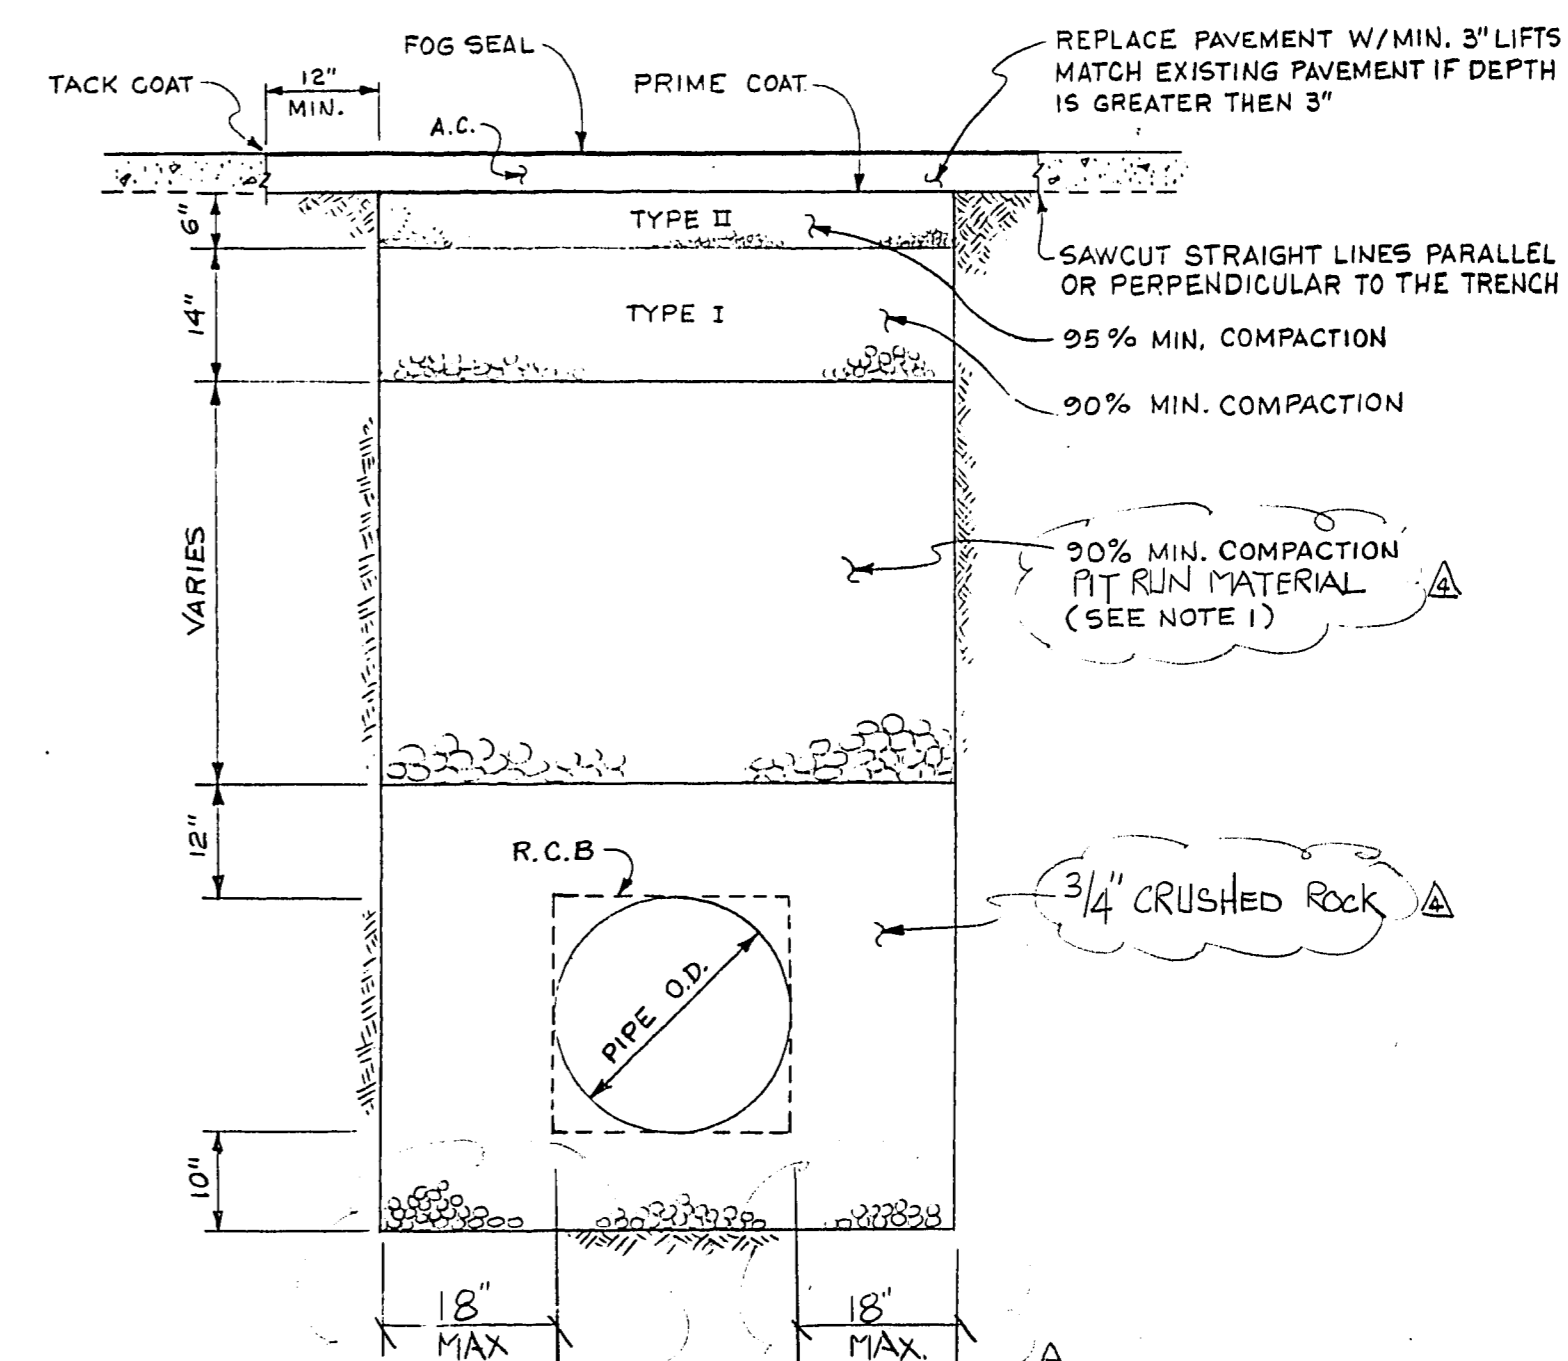 FOG SEAL
TACK COAT
12"
MIN.
A.C.
PRIME COAT
REPLACE PAVEMENT W/MIN. 3" LIFTS
MATCH EXISTING PAVEMENT IF DEPTH
IS GREATER THEN 3"
6"
TYPE II
SAWCUT STRAIGHT LINES PARALLEL
OR PERPENDICULAR TO THE TRENCH
14"
TYPE I
95% MIN. COMPACTION
90% MIN. COMPACTION
VARIES
90% MIN. COMPACTION
PIT RUN MATERIAL
(SEE NOTE 1)
4
12"
R.C.B
3/4" CRUSHED ROCK
4
PIPE O.D.
10"
18"
MAX
18"
MAX.